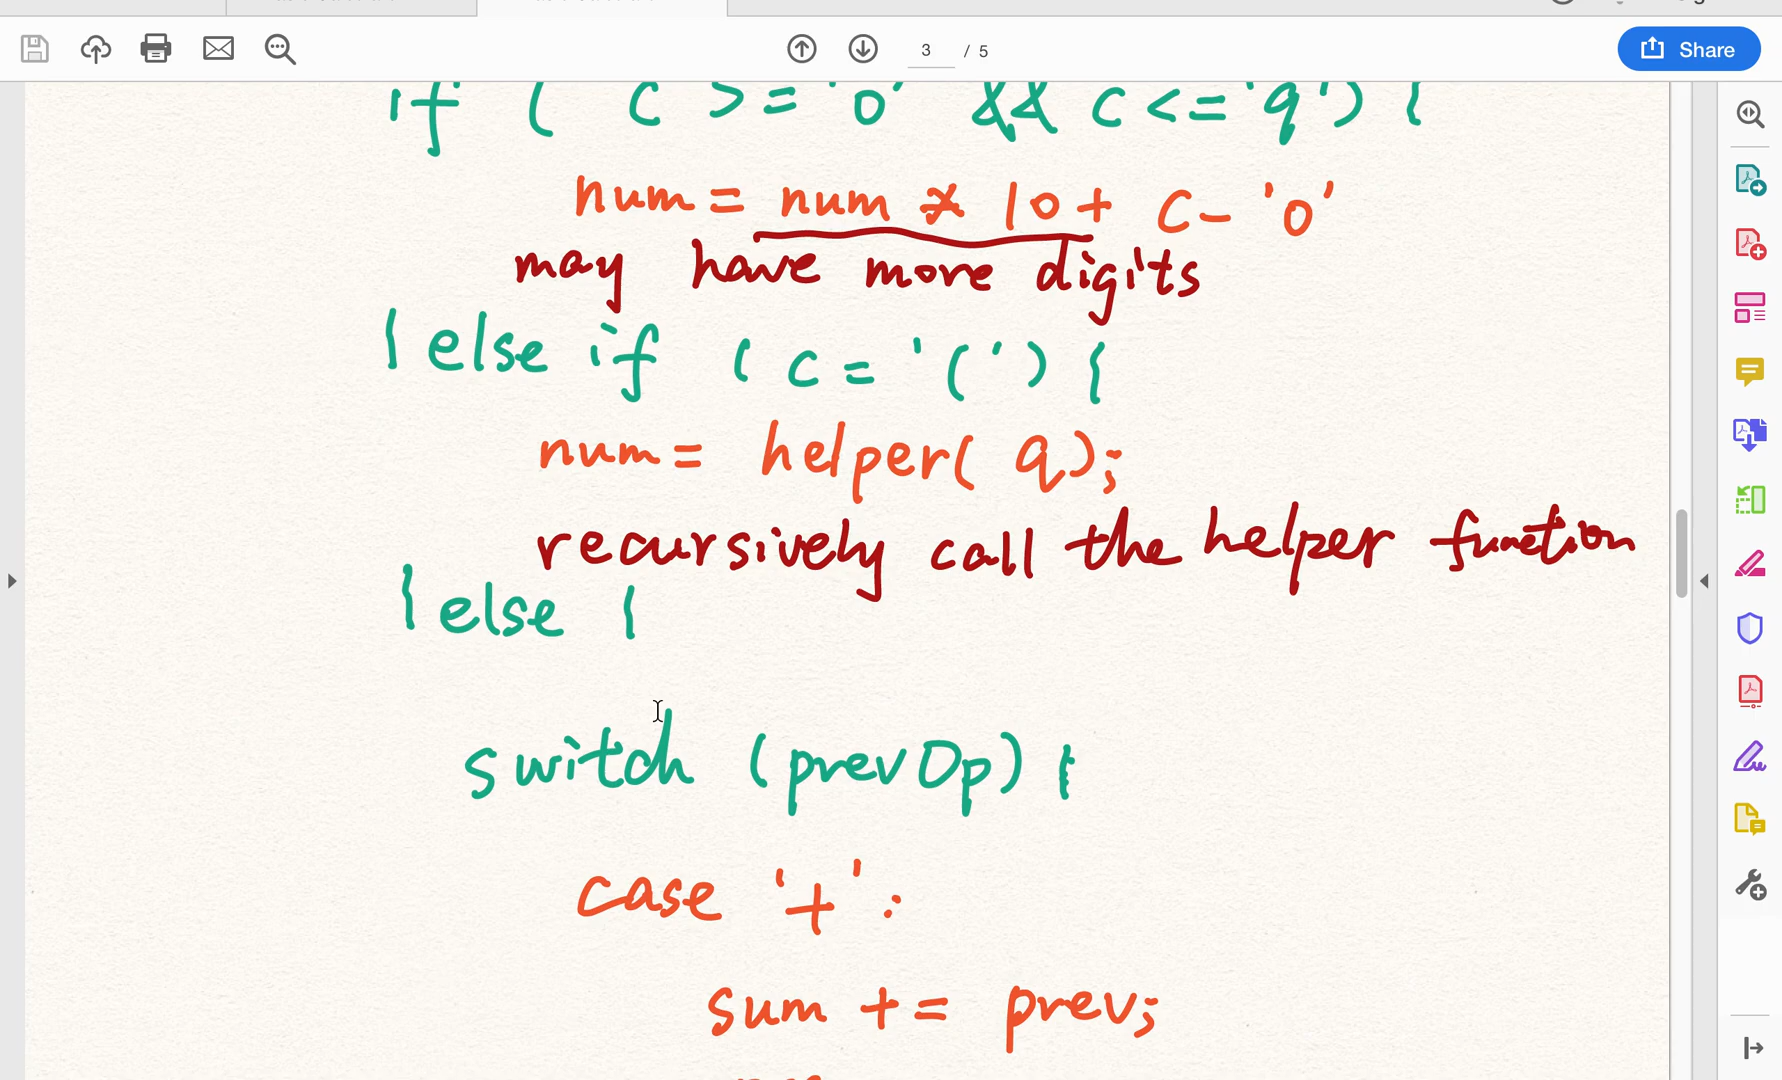 3 / 5
Share
if ( c >= '0' && c <= '9') {
num = num * 10 + c - '0'
may have more digits
} else if ( c = '(' ) {
num = helper( q);
recursively call the helper function
} else {
switch (prevOp) {
case '+' :
sum += prev;